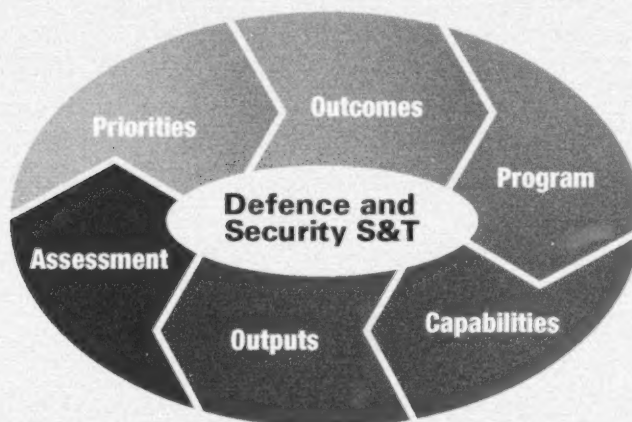 Priorities
Outcomes
Program
Defence and
Security S&T
Assessment
Outputs
Capabilities